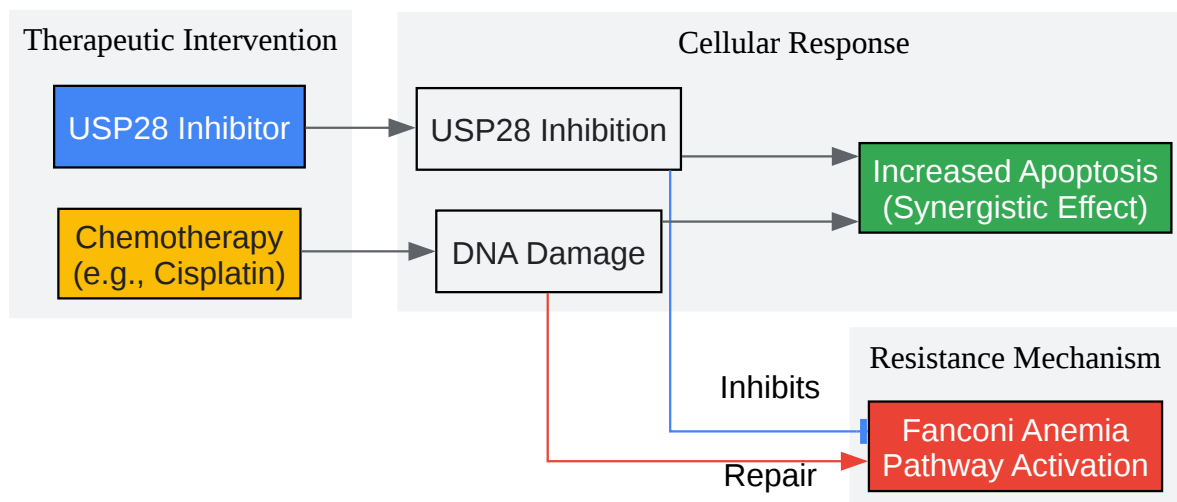 Therapeutic Intervention
Cellular Response
USP28 Inhibitor
USP28 Inhibition
Increased Apoptosis
(Synergistic Effect)
Chemotherapy
(e.g., Cisplatin)
DNA Damage
Resistance Mechanism
Inhibits
Fanconi Anemia
Pathway Activation
Repair